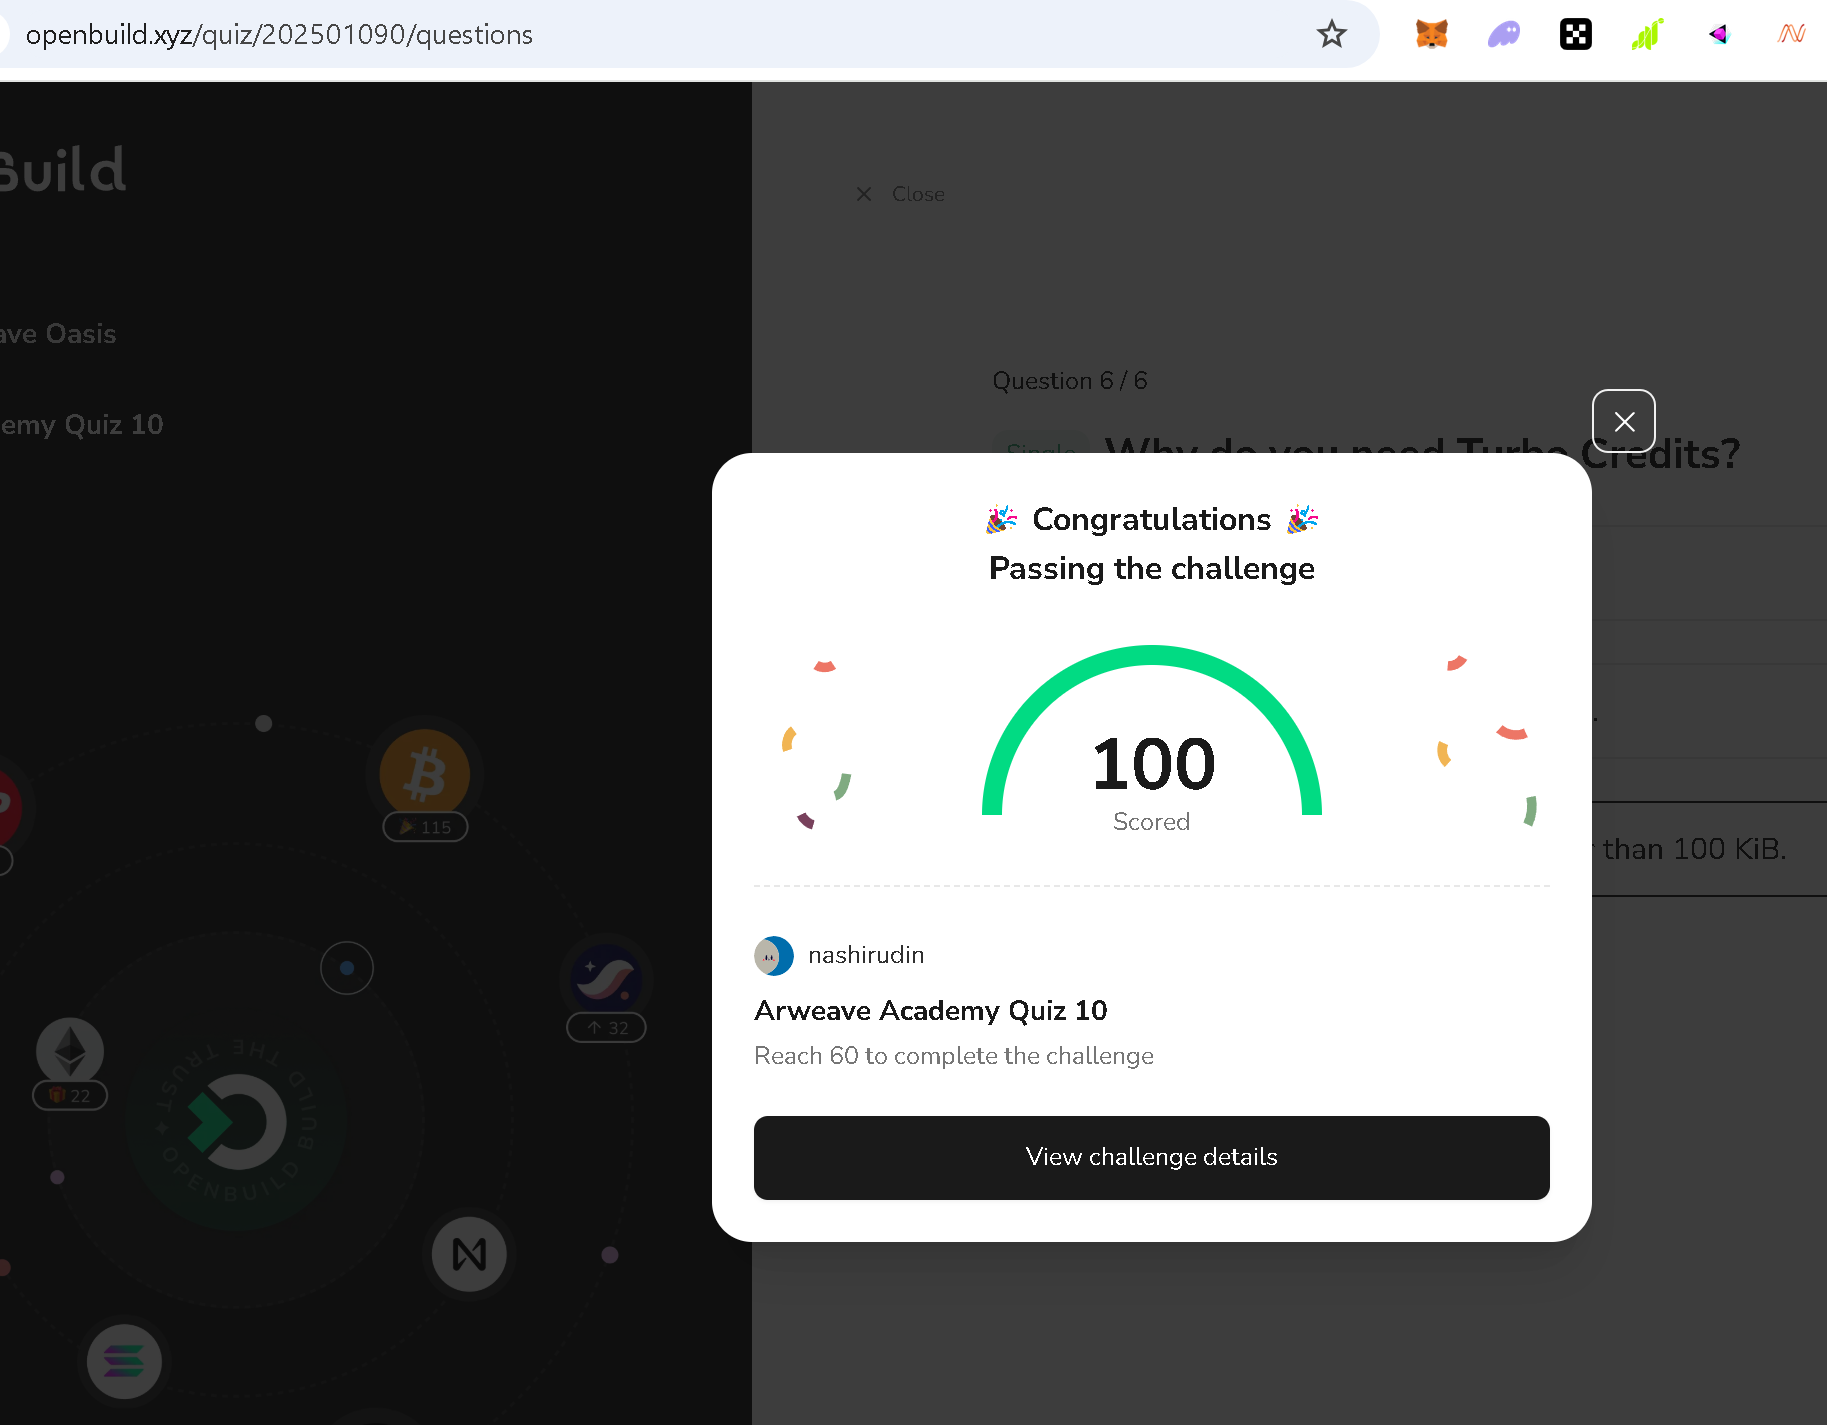 openbuild.xyz/quiz/202501090/questions
Build
Close
ave Oasis
Question 6 / 6
emy Quiz 10
Single Why do you need Turbo Credits?
🎉 Congratulations 🎉
Passing the challenge
100
Scored
115
than 100 KiB.
nashirudin
32
Arweave Academy Quiz 10
Reach 60 to complete the challenge
22
THE TRUST ✦ OPENBUILD BUILD
View challenge details